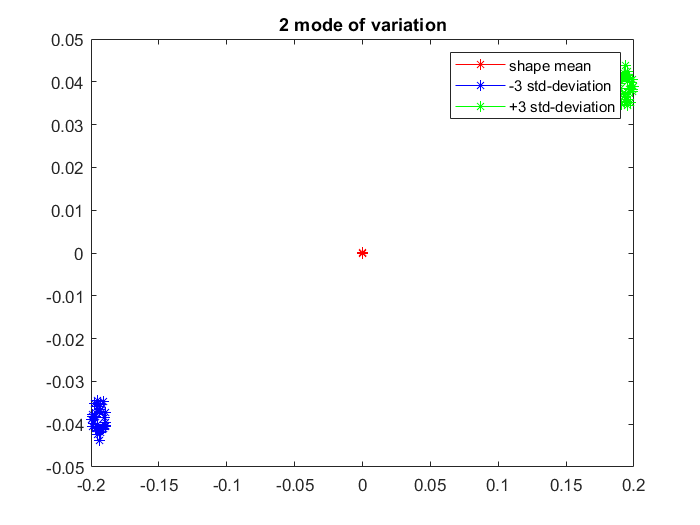 2 mode of variation
shape mean
-3 std-deviation
+3 std-deviation
0.05
0.04
0.03
0.02
0.01
0
-0.01
-0.02
-0.03
-0.04
-0.05
-0.2 -0.15 -0.1 -0.05 0 0.05 0.1 0.15 0.2